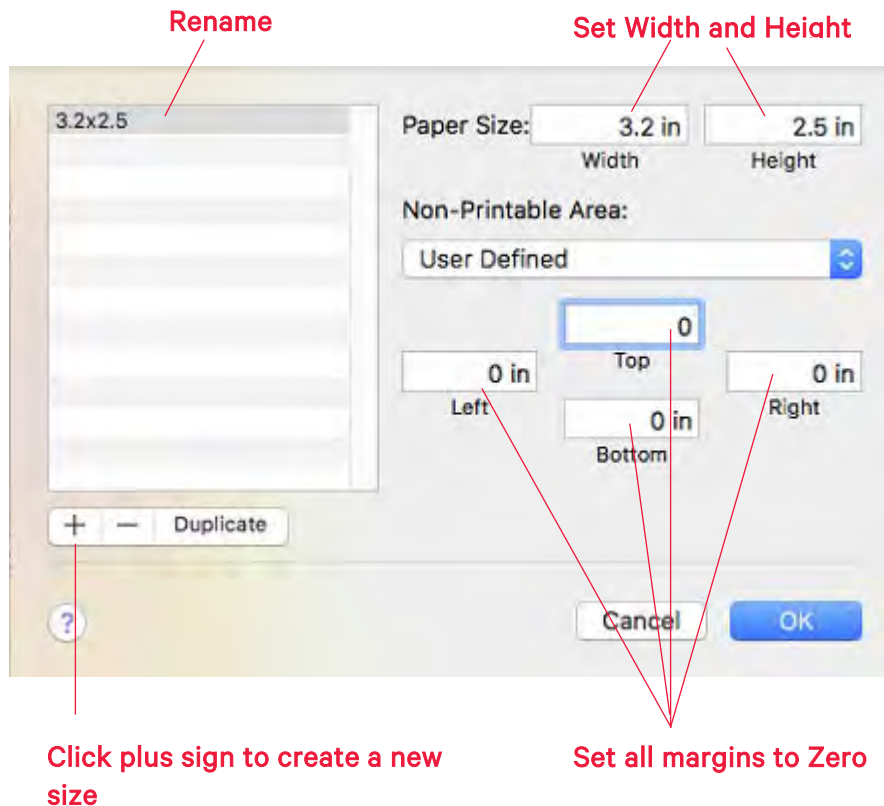 Rename
Set Width and Height
3.2x2.5
Paper Size:
3.2 in
2.5 in
Width
Height
Non-Printable Area:
User Defined
0
Top
0 in
0 in
Left
Right
0 in
Bottom
+ − Duplicate
?
Cancel
OK
Click plus sign to create a new
size
Set all margins to Zero